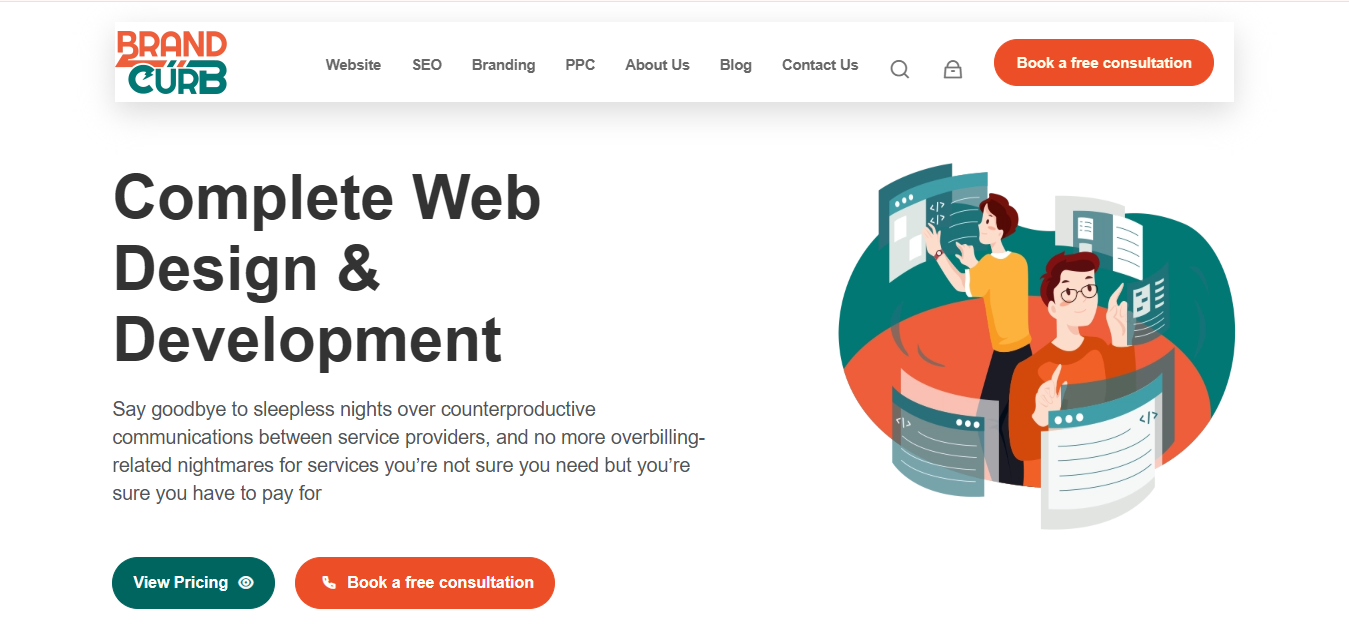 BRAND
CURB
Website SEO Branding PPC About Us Blog Contact Us Book a free consultation
Complete Web
Design &
Development
Say goodbye to sleepless nights over counterproductive
communications between service providers, and no more overbilling-
related nightmares for services you’re not sure you need but you’re
sure you have to pay for
View Pricing Book a free consultation